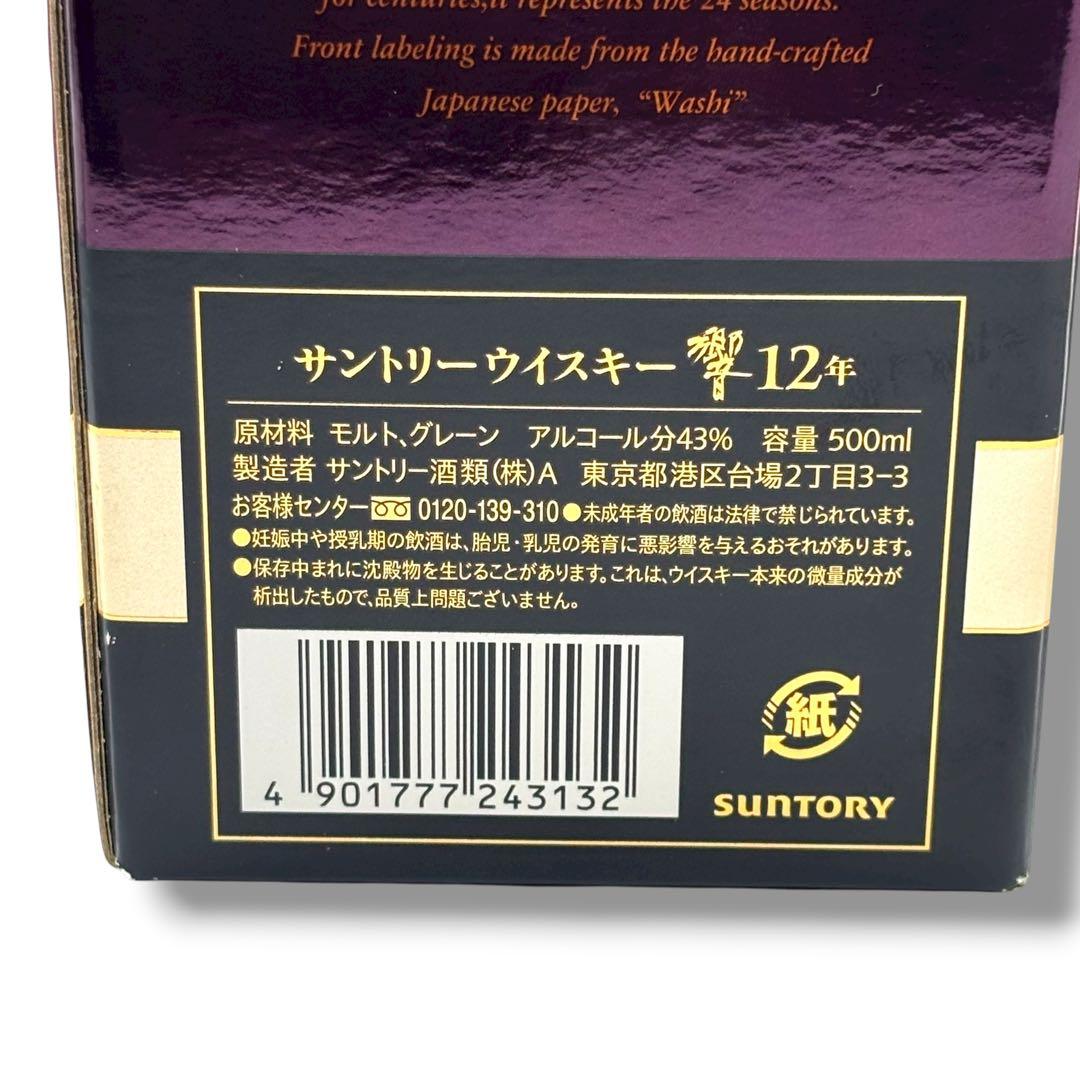 for centuries,it represents the 24 seasons.
Front labeling is made from the hand-crafted
Japanese paper, “Washi”
サントリーウイスキー 響 12年
原材料 モルト、グレーン アルコール分43% 容量 500ml
製造者 サントリー酒類(株)A 東京都港区台場2丁目3-3
お客様センター 0120-139-310 ●未成年者の飲酒は法律で禁じられています。
●妊娠中や授乳期の飲酒は、胎児・乳児の発育に悪影響を与えるおそれがあります。
●保存中まれに沈殿物を生じることがあります。これは、ウイスキー本来の微量成分が
析出したもので、品質上問題ございません。
紙
4 901777 243132
SUNTORY